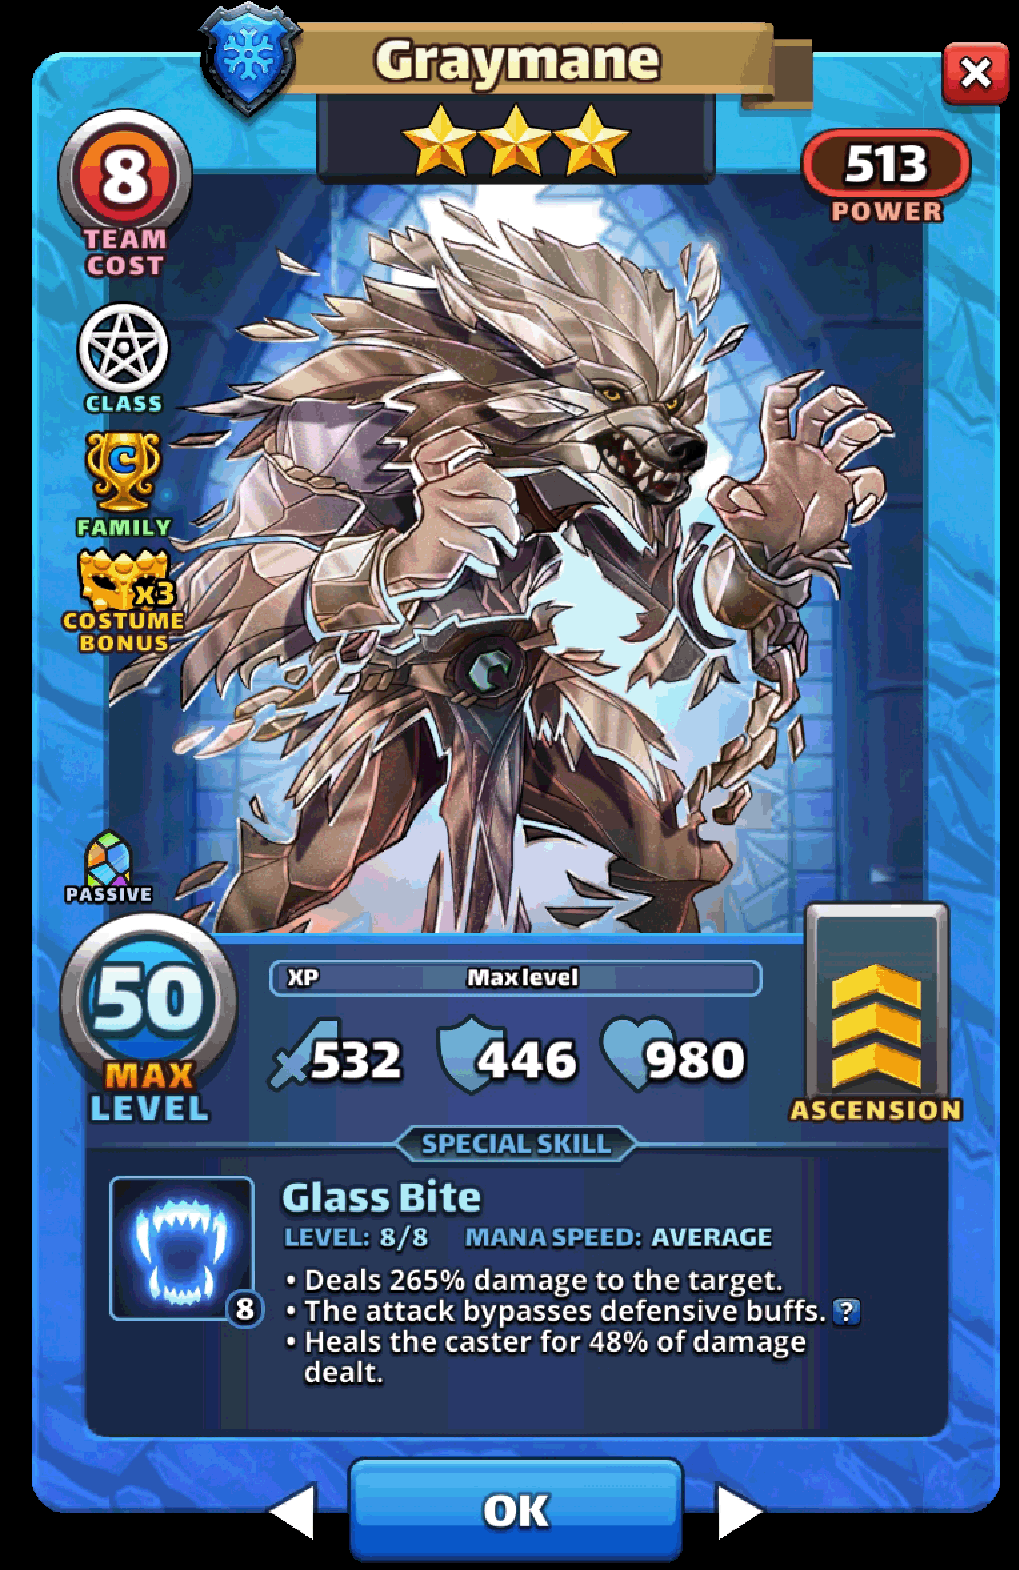 Graymane
8
TEAM
COST
513
POWER
CLASS
C
FAMILY
x3
COSTUME
BONUS
PASSIVE
50
MAX
LEVEL
XP Max level
532 446 980
ASCENSION
SPECIAL SKILL
Glass Bite
LEVEL: 8/8 MANA SPEED: AVERAGE
8
• Deals 265% damage to the target.
• The attack bypasses defensive buffs. ?
• Heals the caster for 48% of damage
dealt.
OK